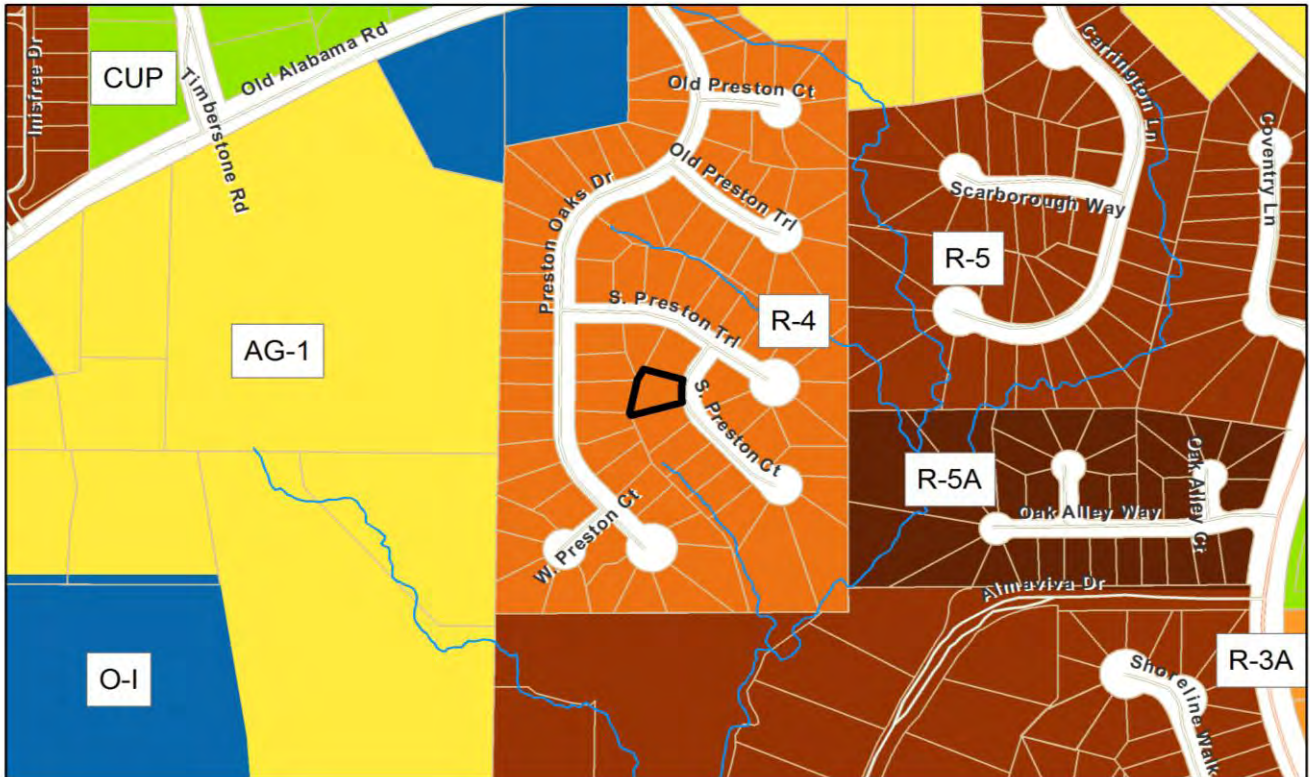 Inisfree Dr
CUP
Timberstone Rd
Old Alabama Rd
Old Preston Ct
Old Preston Trl
Preston Oaks Dr
S. Preston Trl
S. Preston Ct
W. Preston Ct
R-4
AG-1
O-I
Carrington Ln
Scarborough Way
Coventry Ln
R-5
R-5A
Oak Alley Way
Oak Alley Ct
Almaviva Dr
Shoreline Walk
R-3A